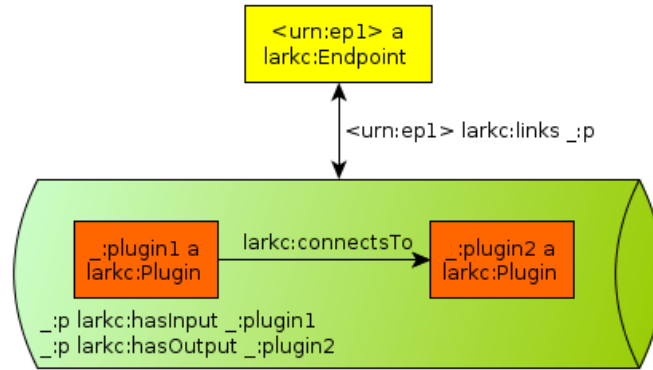 <urn:ep1> a
larkc:Endpoint
<urn:ep1> larkc:links _:p
_:plugin1 a
larkc:Plugin
larkc:connectsTo
_:plugin2 a
larkc:Plugin
_:p larkc:hasInput _:plugin1
_:p larkc:hasOutput _:plugin2